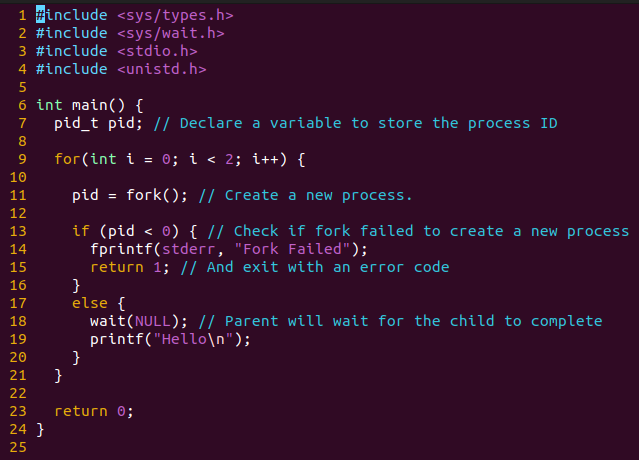 1 #include <sys/types.h>
2 #include <sys/wait.h>
3 #include <stdio.h>
4 #include <unistd.h>
5
6 int main() {
7   pid_t pid; // Declare a variable to store the process ID
8
9   for(int i = 0; i < 2; i++) {
10
11     pid = fork(); // Create a new process.
12
13     if (pid < 0) { // Check if fork failed to create a new process
14       fprintf(stderr, "Fork Failed");
15       return 1; // And exit with an error code
16     }
17     else {
18       wait(NULL); // Parent will wait for the child to complete
19       printf("Hello\n");
20     }
21   }
22
23   return 0;
24 }
25